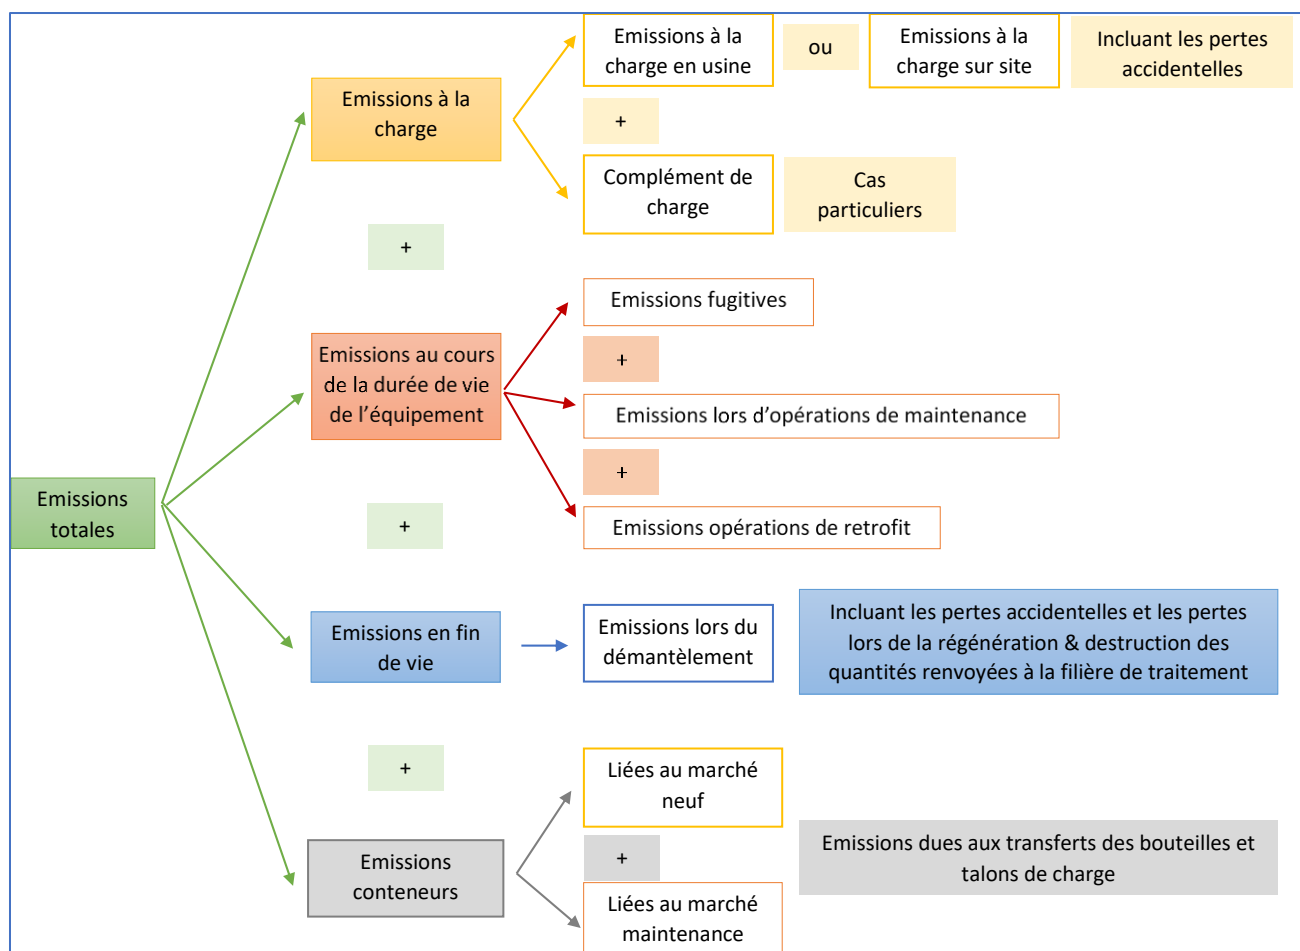 Emissions à la
charge en usine
ou
Emissions à la
charge sur site
Incluant les pertes
accidentelles
Emissions à la
charge
+
Complément de
charge
Cas
particuliers
+
Emissions fugitives
+
Emissions au cours
de la durée de vie
de l'équipement
Emissions lors d'opérations de maintenance
+
Emissions
totales
+
Emissions opérations de retrofit
Emissions en fin
de vie
Emissions lors du
démantèlement
Incluant les pertes accidentelles et les pertes
lors de la régénération & destruction des
quantités renvoyées à la filière de traitement
+
Liées au marché
neuf
Emissions
conteneurs
+
Emissions dues aux transferts des bouteilles et
talons de charge
Liées au marché
maintenance